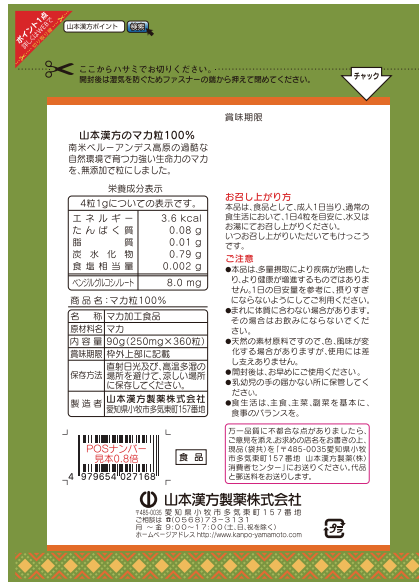 ポイント1点
詳しくはWEBで
山本漢方ポイント 検索
ここからハサミでお切りください。
開封後は湿気を防ぐためファスナーの端から押えて閉めてください。
チャック
賞味期限
山本漢方のマカ粒100%
南米ペルーアンデス高原の過酷な
自然環境で育つ力強い生命力のマカ
を、無添加で粒にしました。
栄養成分表示
4粒1gについての表示です。
エネルギー 3.6 kcal
たんぱく質 0.08 g
脂質 0.01 g
炭水化物 0.79 g
食塩相当量 0.002 g
ベンジルグルコシノレート 8.0 mg
商品名:マカ粒100%
名称 マカ加工食品
原材料名 マカ
内容量 90g(250mg×360粒)
賞味期限 枠外上部に記載
保存方法 直射日光及び、高温多湿の
場所を避けて、涼しい場所
に保存してください。
製造者 山本漢方製薬株式会社
愛知県小牧市多気東町157番地
お召し上がり方
本品は、食品として、成人1日当り、通常の
食生活において、1日4粒を目安に、水又は
お湯にてお召し上がりください。
いつお召し上がりいただいてもけっこう
です。
ご注意
●本品は、多量摂取により疾病が治癒した
り、より健康が増進するものではありま
せん。1日の目安量を参考に、摂りすぎ
にならないようにしてご利用ください。
●まれに体質に合わない場合があります。
その場合はお飲みにならないでくだ
さい。
●天然の素材原料ですので、色、風味が変
化する場合がありますが、使用には差
し支えありません。
●開封後は、お早めにご使用ください。
●乳幼児の手の届かない所に保管してく
ださい。
●食生活は、主食、主菜、副菜を基本に、
食事のバランスを。
万一品質に不都合な点がありましたら、
ご意見を添え、お求めの店名をお書きの上、
現品(袋共)を「〒485-0035愛知県小牧
市多気東町157番地 山本漢方製薬(株)
消費者センター」にお送りください。代品
と郵送料をお送りします。
POSナンバー
見本0.8倍
4 979654 027168
食品
山本漢方製薬株式会社
〒485-0035 愛知県小牧市多気東町157番地
ご相談は☎(0568)73-3131
月~金 9:00~17:00(土、日、祝を除く)
ホームページアドレス http://www.kanpo-yamamoto.com